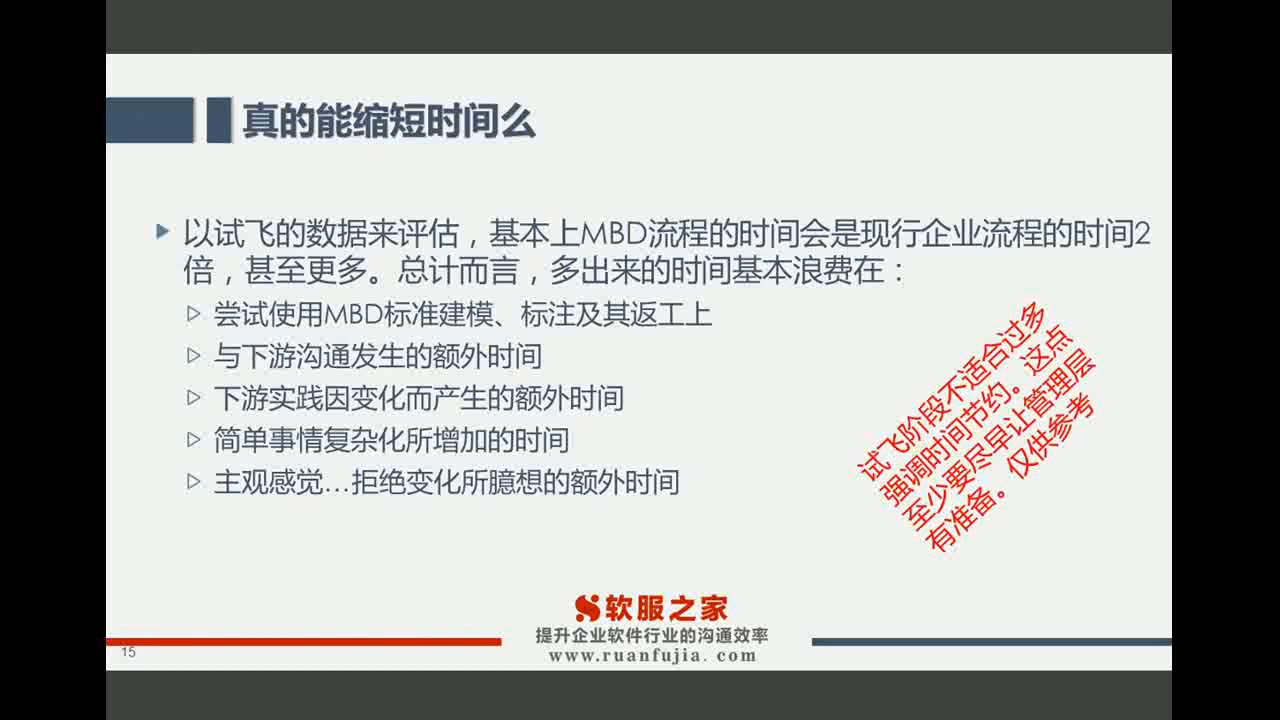 真的能缩短时间么
以试飞的数据来评估，基本上MBD流程的时间会是现行企业流程的时间2
倍，甚至更多。总计而言，多出来的时间基本浪费在：
尝试使用MBD标准建模、标注及其返工上
与下游沟通发生的额外时间
下游实践因变化而产生的额外时间
简单事情复杂化所增加的时间
主观感觉…拒绝变化所臆想的额外时间
试飞阶段不适合过多
强调时间节约。这点
至少要尽早让管理层
有准备。仅供参考
软服之家
提升企业软件行业的沟通效率
www.ruanfujia.com
15